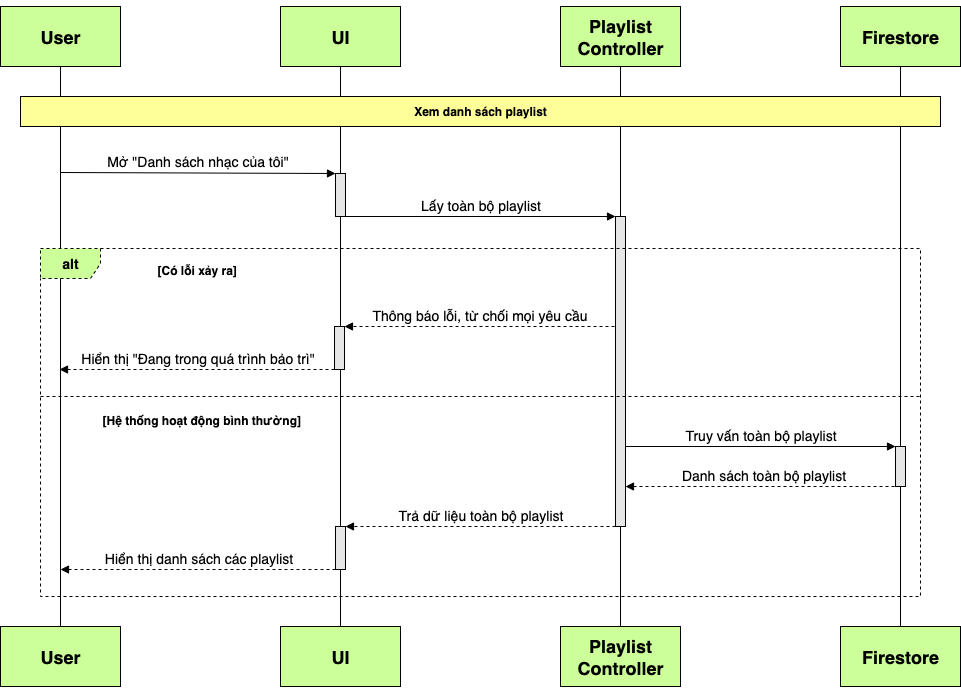 User
UI
Playlist
Controller
Firestore
Xem danh sách playlist
Mở "Danh sách nhạc của tôi"
Lấy toàn bộ playlist
alt
[Có lỗi xảy ra]
Thông báo lỗi, từ chối mọi yêu cầu
Hiển thị "Đang trong quá trình báo trì"
[Hệ thống hoạt động bình thường]
Truy vấn toàn bộ playlist
Danh sách toàn bộ playlist
Trả dữ liệu toàn bộ playlist
Hiển thị danh sách các playlist
User
UI
Playlist
Controller
Firestore